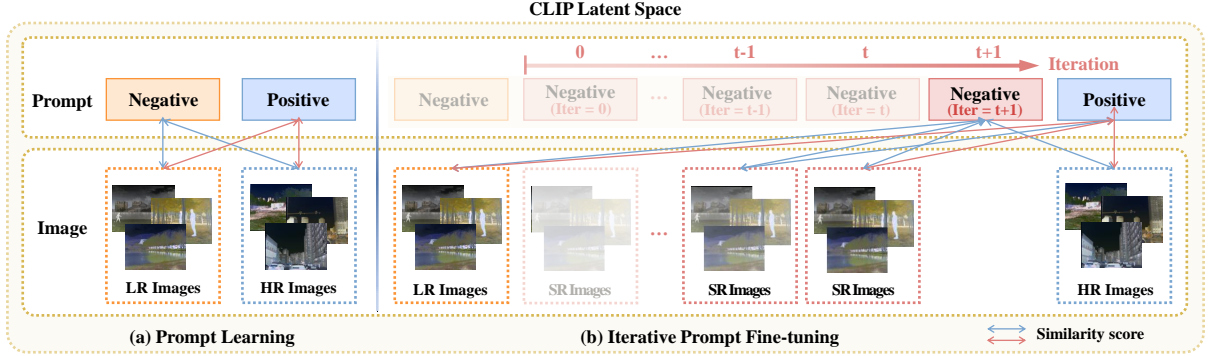 CLIP Latent Space
0 ... t-1 t t+1
Iteration
Prompt
Negative
Positive
Negative
Negative
(Iter = 0)
...
Negative
(Iter = t-1)
Negative
(Iter = t)
Negative
(Iter = t+1)
Positive
Image
LR Images
HR Images
LR Images
SR Images
...
SR Images
SR Images
HR Images
(a) Prompt Learning
(b) Iterative Prompt Fine-tuning
Similarity score